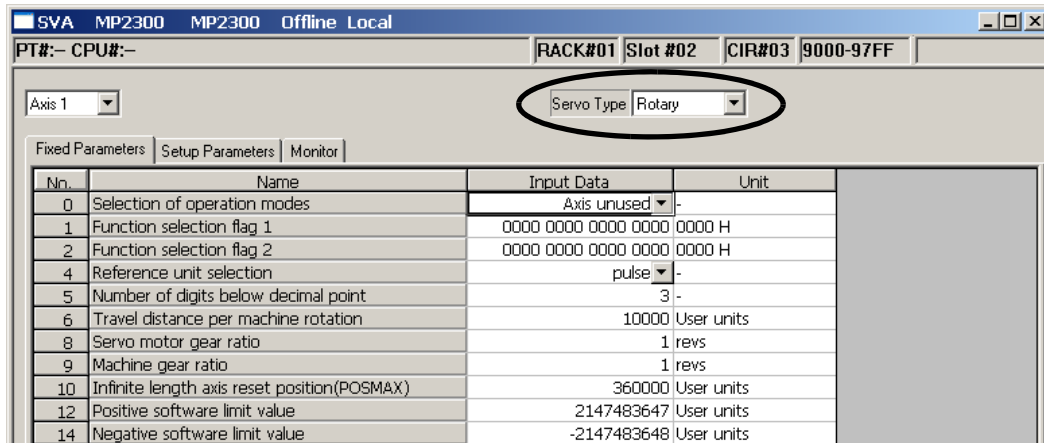 SVA MP2300 MP2300 Offline Local
PT#:– CPU#:– RACK#01 Slot #02 CIR#03 9000-97FF
Axis 1 Servo Type Rotary
Fixed Parameters Setup Parameters Monitor
No. Name Input Data Unit
0 Selection of operation modes Axis unused -
1 Function selection flag 1 0000 0000 0000 0000 0000 H
2 Function selection flag 2 0000 0000 0000 0000 0000 H
4 Reference unit selection pulse -
5 Number of digits below decimal point 3 -
6 Travel distance per machine rotation 10000 User units
8 Servo motor gear ratio 1 revs
9 Machine gear ratio 1 revs
10 Infinite length axis reset position(POSMAX) 360000 User units
12 Positive software limit value 2147483647 User units
14 Negative software limit value -2147483648 User units